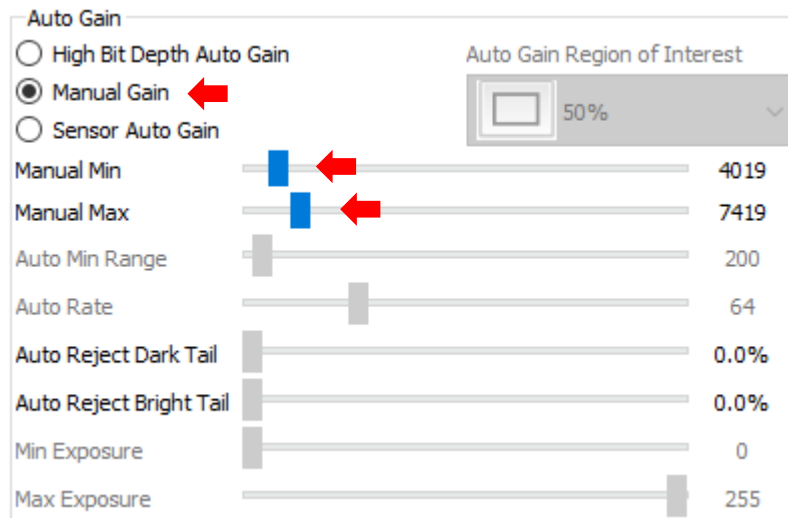 Auto Gain
High Bit Depth Auto Gain
Auto Gain Region of Interest
Manual Gain
50%
Sensor Auto Gain
Manual Min 4019
Manual Max 7419
Auto Min Range 200
Auto Rate 64
Auto Reject Dark Tail 0.0%
Auto Reject Bright Tail 0.0%
Min Exposure 0
Max Exposure 255